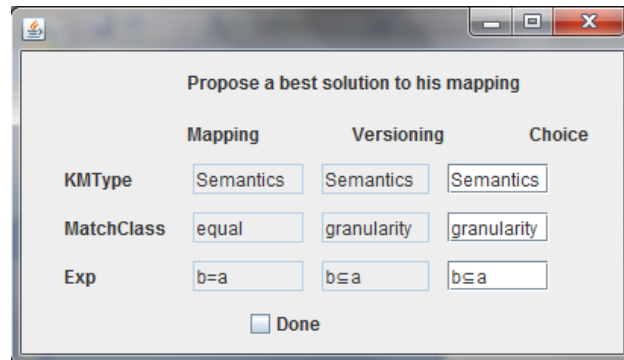 Propose a best solution to his mapping
Mapping Versioning Choice
KMType Semantics Semantics Semantics
MatchClass equal granularity granularity
Exp b=a b⊆a b⊆a
Done